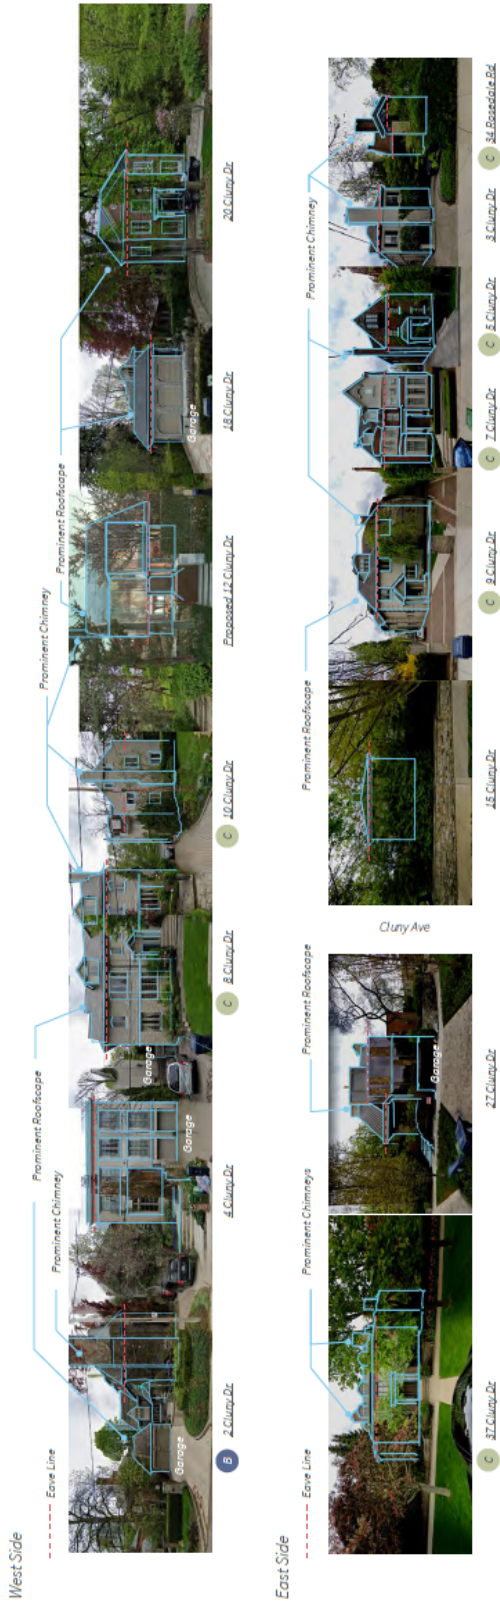 West Side
Eave Line
Prominent Roofscape
Prominent Chimney
Prominent Roofscape
Prominent Chimney
Prominent Roofscape
Garage
Garage
Garage
Garage
B 2 Cluny Dr.
4 Cluny Dr.
C 8 Cluny Dr.
C 10 Cluny Dr.
Proposed 12 Cluny Dr.
18 Cluny Dr.
20 Cluny Dr.
East Side
Eave Line
Prominent Chimneys
Prominent Roofscape
Prominent Roofscape
Prominent Chimney
Garage
Cluny Ave
C 37 Cluny Dr.
27 Cluny Dr.
15 Cluny Dr.
C 9 Cluny Dr.
C 7 Cluny Dr.
C 5 Cluny Dr.
3 Cluny Dr.
C 34 Rosedale Rd.